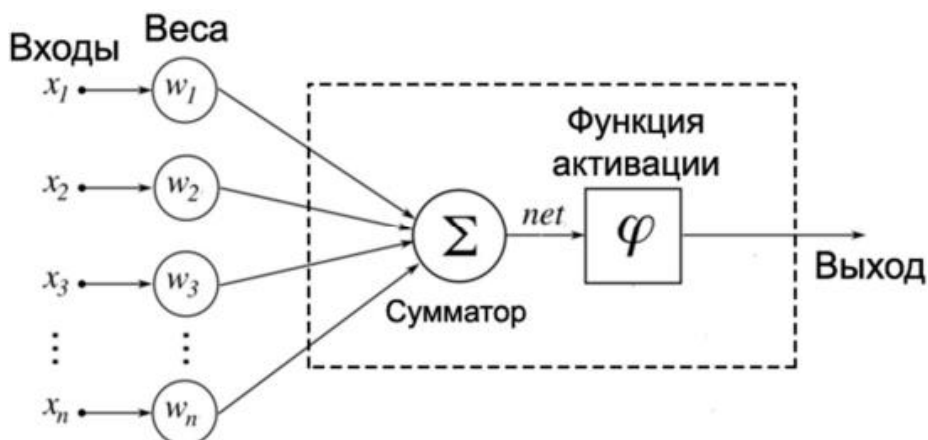 Входы
Веса
x₁
w₁
x₂
w₂
x₃
w₃
⋮
⋮
xₙ
wₙ
Σ
Сумматор
net
Функция
активации
φ
Выход